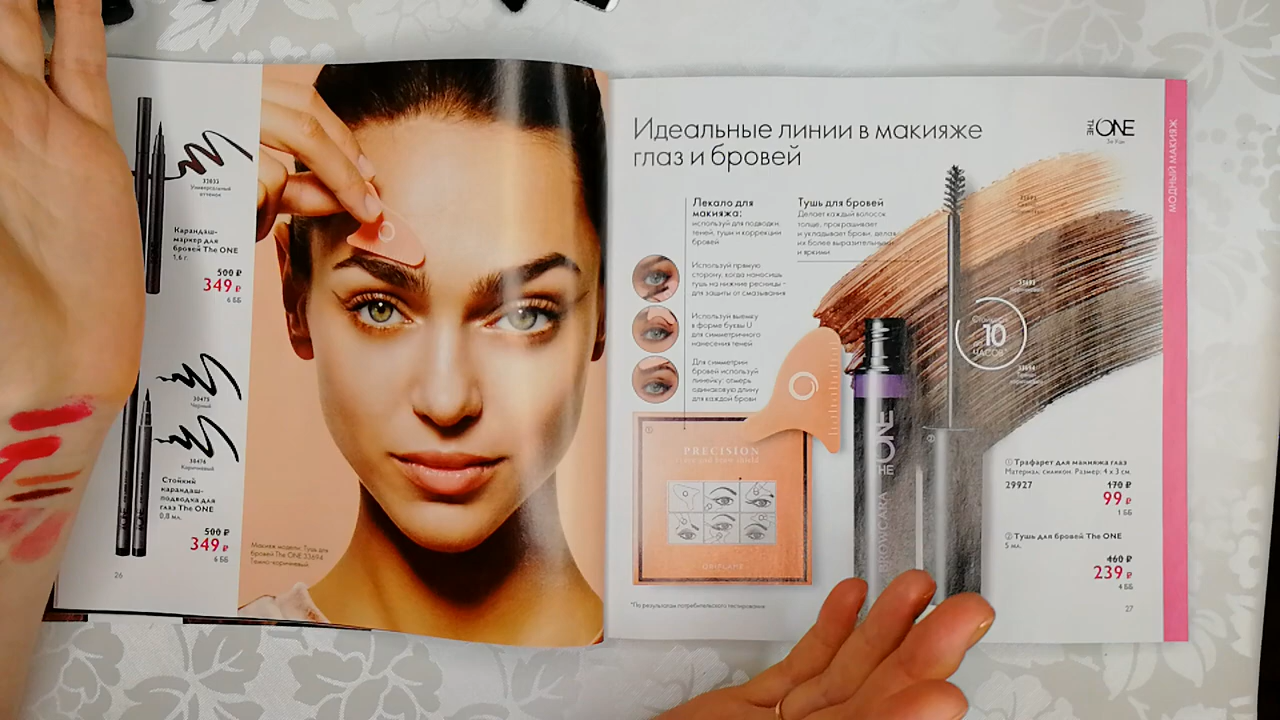 32033
Универсальный
оттенок
Карандаш-
маркер для
бровей The ONE
1,6 г.
500 ₽
349 ₽
6 ББ
30475
Черный
30476
Коричневый
Стойкий
карандаш-
подводка для
глаз The ONE
0,8 мл.
500 ₽
349 ₽
6 ББ
26
Макияж модели: Тушь для
бровей The ONE 33694
Темно-коричневый
Идеальные линии в макияже
глаз и бровей
THE ONE
МОДНЫЙ МАКИЯЖ
Лекало для
макияжа:
используй для подводки,
теней, туши и коррекции
бровей
Используй прямую
сторону, когда наносишь
тушь на нижние ресницы -
для защиты от смазывания
Используй выемку
в форме буквы U
для симметричного
нанесения теней
Для симметрии
бровей используй
линейку: отмерь
одинаковую длину
для каждой брови
Тушь для бровей
Делает каждый волосок
толще, прокрашивает
и укладывает брови, делая
их более выразительными
и яркими
10
ЧАСОВ
PRECISION
ORIFLAME
THE ONE
BROW CARA
① Трафарет для макияжа глаз
Материал: силикон. Размер: 4 х 3 см.
29927
170 ₽
99 ₽
1 ББ
② Тушь для бровей The ONE
5 мл.
460 ₽
239 ₽
4 ББ
*По результатам потребительского тестирования
27